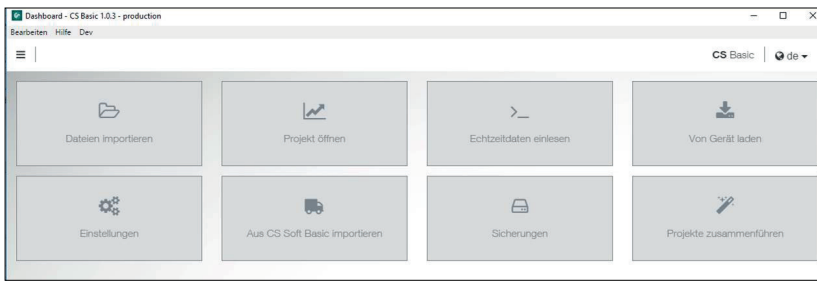 Dashboard - CS Basic 1.0.3 - production
Bearbeiten Hilfe Dev
CS Basic de
Dateien importieren Projekt öffnen Echtzeitdaten einlesen Von Gerät laden
Einstellungen Aus CS Soft Basic importieren Sicherungen Projekte zusammenführen